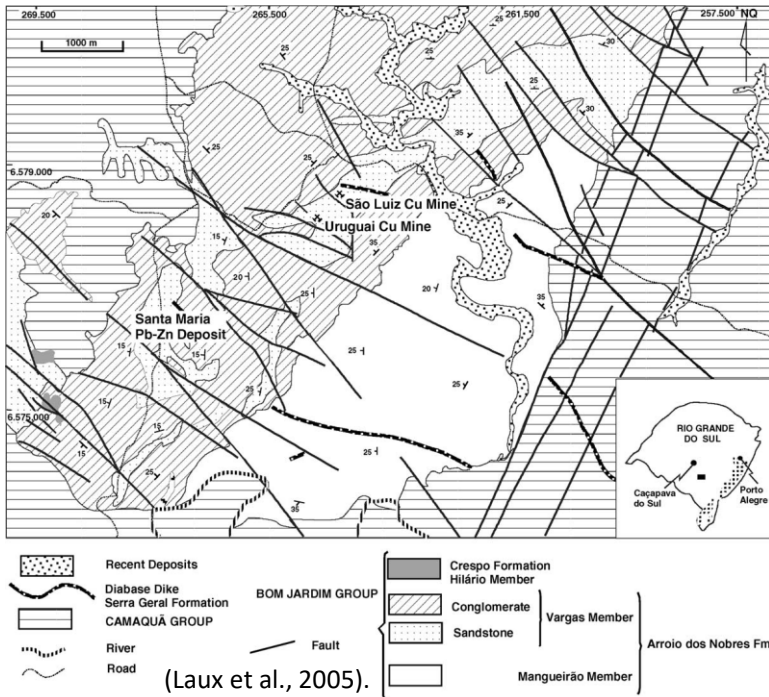 269.500
265.500
261.500
257.500
NQ
1000 m
25
25
30
25
25
35
30
25
6.579.000
25
São Luiz Cu Mine
Uruguai Cu Mine
25
20
15
35
20
20
35
Santa Maria
Pb-Zn Deposit
25
15
15
15
25
25
25
6.575.000
15
25
25
35
RIO GRANDE
DO SUL
Caçapava
do Sul
Porto
Alegre
Recent Deposits
Diabase Dike
Serra Geral Formation
CAMAQUÃ GROUP
River
Road
Fault
BOM JARDIM GROUP
Crespo Formation
Hilário Member
Conglomerate
Sandstone
Vargas Member
Mangueirão Member
Arroio dos Nobres Fm
(Laux et al., 2005).